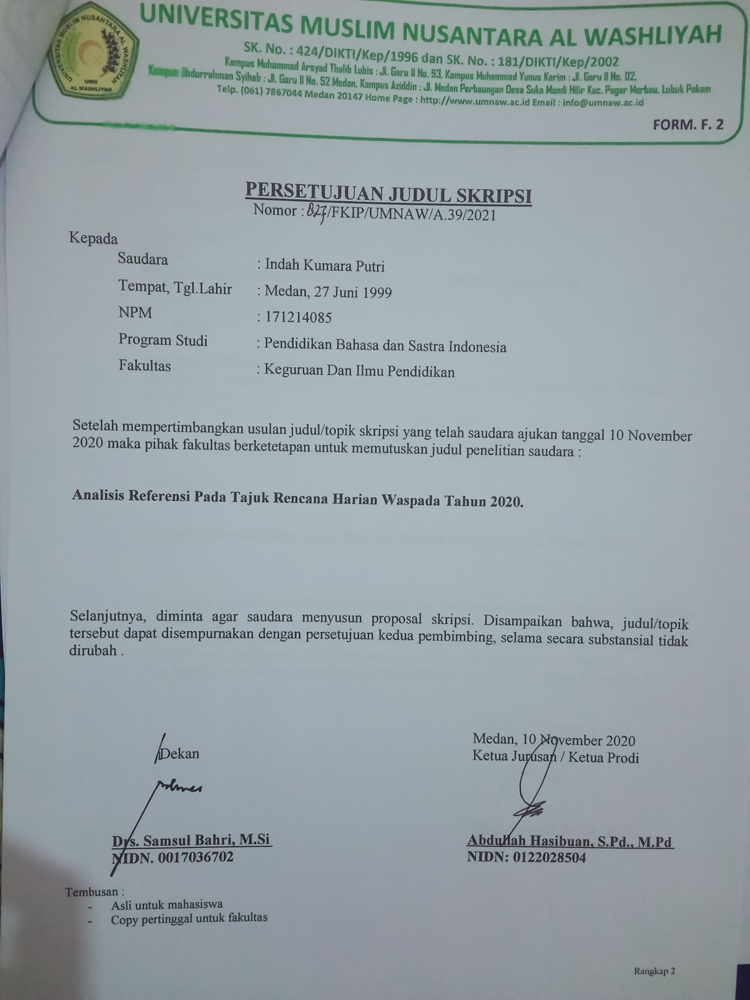 UNIVERSITAS MUSLIM NUSANTARA AL WASHLIYAH
UMN
AL WASHLIYAH
UNIVERSITAS MUSLIM NUSANTARA AL WASHLIYAH
SK. No. : 424/DIKTI/Kep/1996 dan SK. No. : 181/DIKTI/Kep/2002
Kampus Muhammad Arsyad Thalib Lubis : Jl. Garu II No. 93, Kampus Muhammad Yunus Karim : Jl. Garu II No. 02,
Kampus Abdurrahman Syihab : Jl. Garu II No. 52 Medan, Kampus Aziddin : Jl. Medan Perbaungan Desa Suka Mandi Hilir Kec. Pagar Merbau, Lubuk Pakam
Telp. (061) 7867044 Medan 20147 Home Page : http://www.umnaw.ac.id Email : info@umnaw.ac.id
FORM. F. 2
PERSETUJUAN JUDUL SKRIPSI
Nomor : /FKIP/UMNAW/A.39/2021
Kepada
Saudara : Indah Kumara Putri
Tempat, Tgl.Lahir : Medan, 27 Juni 1999
NPM : 171214085
Program Studi : Pendidikan Bahasa dan Sastra Indonesia
Fakultas : Keguruan Dan Ilmu Pendidikan
Setelah mempertimbangkan usulan judul/topik skripsi yang telah saudara ajukan tanggal 10 November
2020 maka pihak fakultas berketetapan untuk memutuskan judul penelitian saudara :
Analisis Referensi Pada Tajuk Rencana Harian Waspada Tahun 2020.
Selanjutnya, diminta agar saudara menyusun proposal skripsi. Disampaikan bahwa, judul/topik
tersebut dapat disempurnakan dengan persetujuan kedua pembimbing, selama secara substansial tidak
dirubah .
Medan, 10 November 2020
Dekan
Ketua Jurusan / Ketua Prodi
Drs. Samsul Bahri, M.Si
NIDN. 0017036702
Abdullah Hasibuan, S.Pd., M.Pd
NIDN: 0122028504
Tembusan :
- Asli untuk mahasiswa
- Copy pertinggal untuk fakultas
Rangkap 2